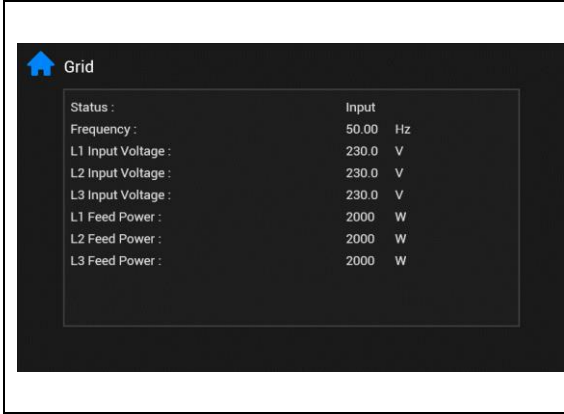 Grid
Status : Input
Frequency : 50.00 Hz
L1 Input Voltage : 230.0 V
L2 Input Voltage : 230.0 V
L3 Input Voltage : 230.0 V
L1 Feed Power : 2000 W
L2 Feed Power : 2000 W
L3 Feed Power : 2000 W